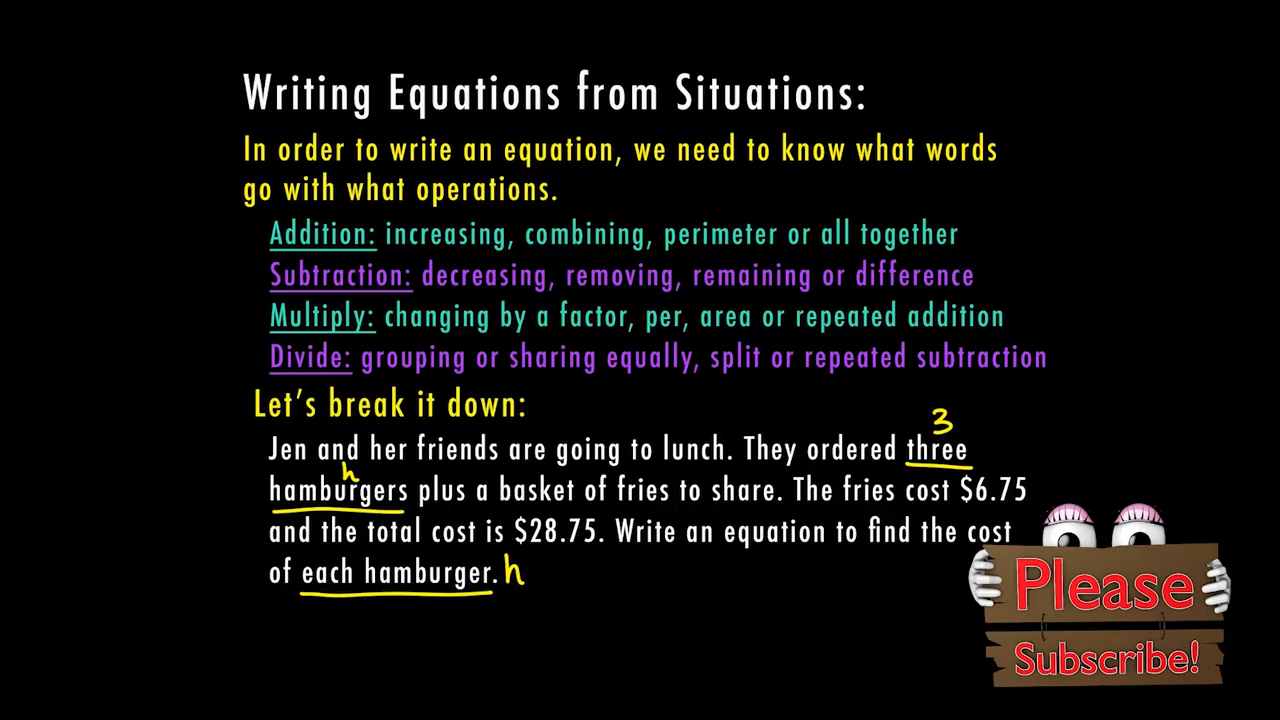 Writing Equations from Situations:
In order to write an equation, we need to know what words
go with what operations.
Addition: increasing, combining, perimeter or all together
Subtraction: decreasing, removing, remaining or difference
Multiply: changing by a factor, per, area or repeated addition
Divide: grouping or sharing equally, split or repeated subtraction
Let's break it down:
3
Jen and her friends are going to lunch. They ordered three
h
hamburgers plus a basket of fries to share. The fries cost $6.75
and the total cost is $28.75. Write an equation to find the cost
of each hamburger. h
Please
Subscribe!